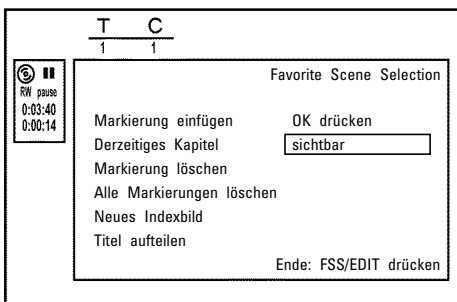 T C
1 1
RW pause
0:03:40
0:00:14
Favorite Scene Selection
Markierung einfügen OK drücken
Derzeitiges Kapitel sichtbar
Markierung löschen
Alle Markierungen löschen
Neues Indexbild
Titel aufteilen
Ende: FSS/EDIT drücken